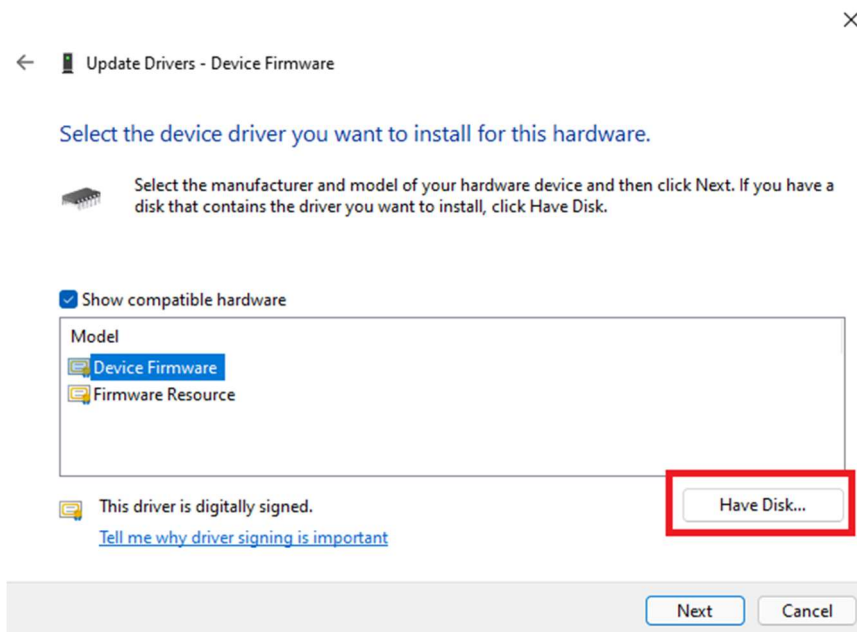 Update Drivers - Device Firmware
Select the device driver you want to install for this hardware.
Select the manufacturer and model of your hardware device and then click Next. If you have a
disk that contains the driver you want to install, click Have Disk.
Show compatible hardware
Model
Device Firmware
Firmware Resource
This driver is digitally signed.
Have Disk...
Tell me why driver signing is important
Next
Cancel